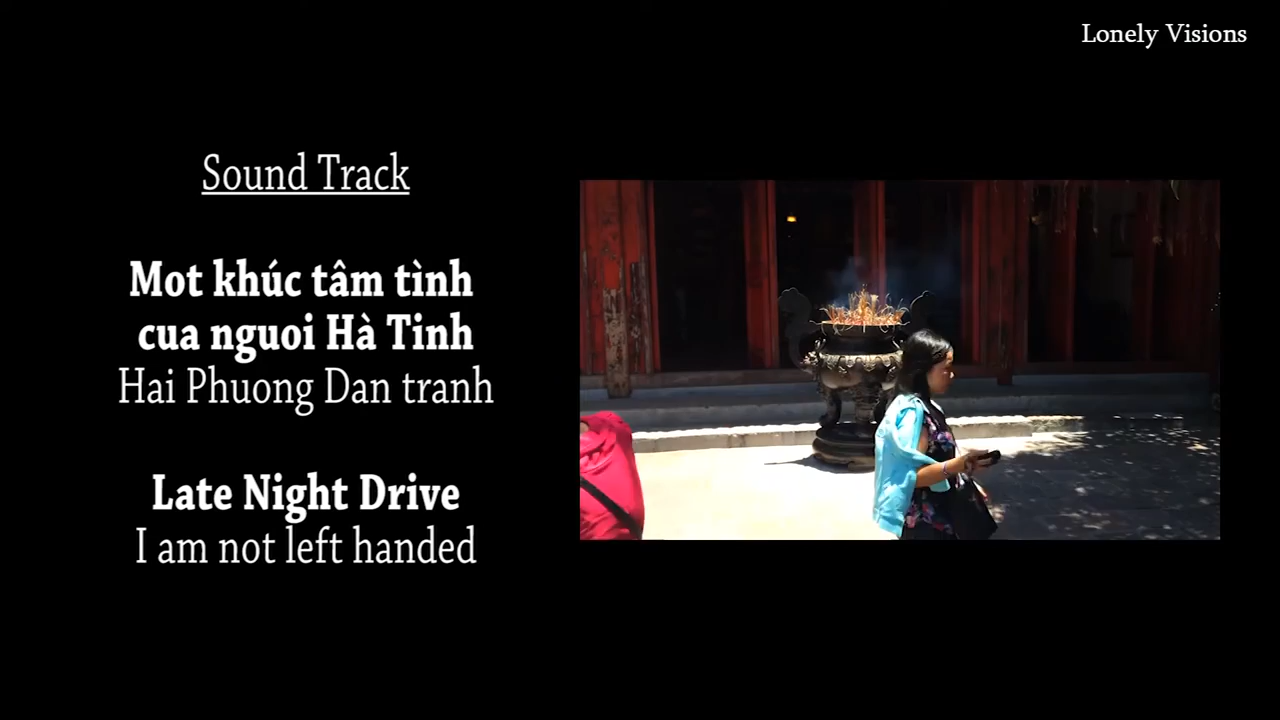 Lonely Visions
Sound Track
Mot khúc tâm tình
cua nguoi Hà Tinh
Hai Phuong Dan tranh
Late Night Drive
I am not left handed